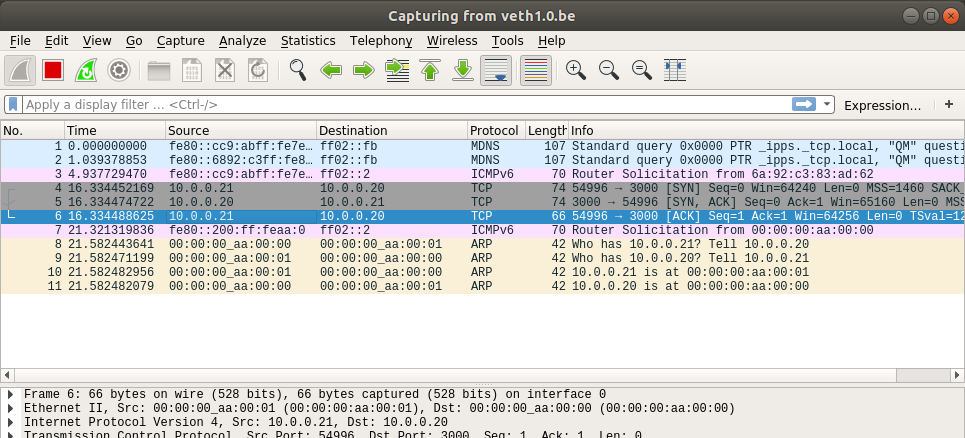 Capturing from veth1.0.be
File Edit View Go Capture Analyze Statistics Telephony Wireless Tools Help
Apply a display filter ... <Ctrl-/> Expression... +
No. Time Source Destination Protocol Length Info
1 0.000000000 fe80::cc9:abff:fe7e… ff02::fb MDNS 107 Standard query 0x0000 PTR _ipps._tcp.local, "QM" questi
2 1.039378853 fe80::6892:c3ff:fe8… ff02::fb MDNS 107 Standard query 0x0000 PTR _ipps._tcp.local, "QM" questi
3 4.937729470 fe80::cc9:abff:fe7e… ff02::2 ICMPv6 70 Router Solicitation from 6a:92:c3:83:ad:62
4 16.334452169 10.0.0.21 10.0.0.20 TCP 74 54996 → 3000 [SYN] Seq=0 Win=64240 Len=0 MSS=1460 SACK_
5 16.334474722 10.0.0.20 10.0.0.21 TCP 74 3000 → 54996 [SYN, ACK] Seq=0 Ack=1 Win=65160 Len=0 MSS
6 16.334488625 10.0.0.21 10.0.0.20 TCP 66 54996 → 3000 [ACK] Seq=1 Ack=1 Win=64256 Len=0 TSval=12
7 21.321319836 fe80::200:ff:feaa:0 ff02::2 ICMPv6 70 Router Solicitation from 00:00:00:aa:00:00
8 21.582443641 00:00:00_aa:00:00 00:00:00_aa:00:01 ARP 42 Who has 10.0.0.21? Tell 10.0.0.20
9 21.582471199 00:00:00_aa:00:01 00:00:00_aa:00:00 ARP 42 Who has 10.0.0.20? Tell 10.0.0.21
10 21.582482956 00:00:00_aa:00:01 00:00:00_aa:00:00 ARP 42 10.0.0.21 is at 00:00:00:aa:00:01
11 21.582482079 00:00:00_aa:00:00 00:00:00_aa:00:01 ARP 42 10.0.0.20 is at 00:00:00:aa:00:00
Frame 6: 66 bytes on wire (528 bits), 66 bytes captured (528 bits) on interface 0
Ethernet II, Src: 00:00:00_aa:00:01 (00:00:00:aa:00:01), Dst: 00:00:00_aa:00:00 (00:00:00:aa:00:00)
Internet Protocol Version 4, Src: 10.0.0.21, Dst: 10.0.0.20
Transmission Control Protocol, Src Port: 54996, Dst Port: 3000, Seq: 1, Ack: 1, Len: 0